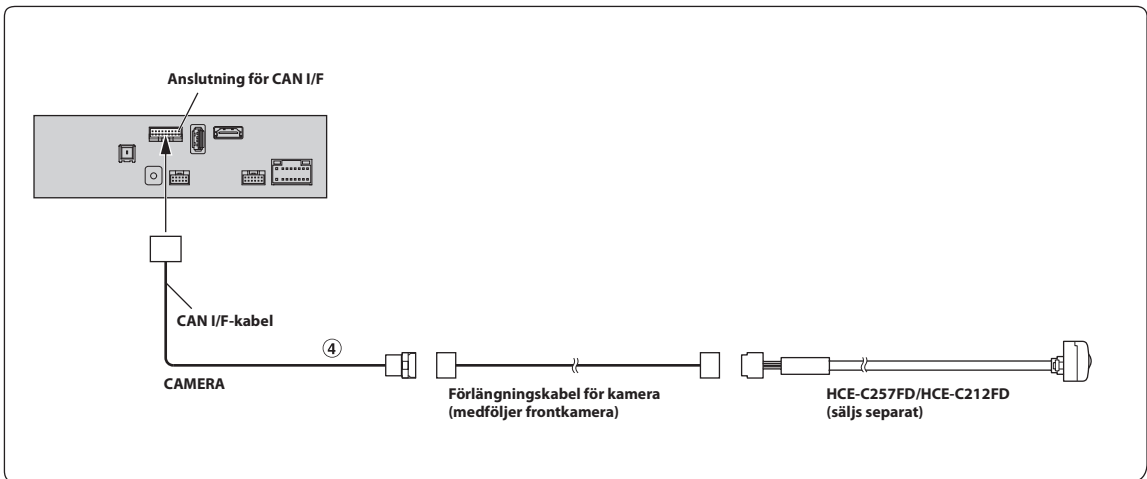 Anslutning för CAN I/F
CAN I/F-kabel
④
CAMERA
Förlängningskabel för kamera
(medföljer frontkamera)
HCE-C257FD/HCE-C212FD
(säljs separat)